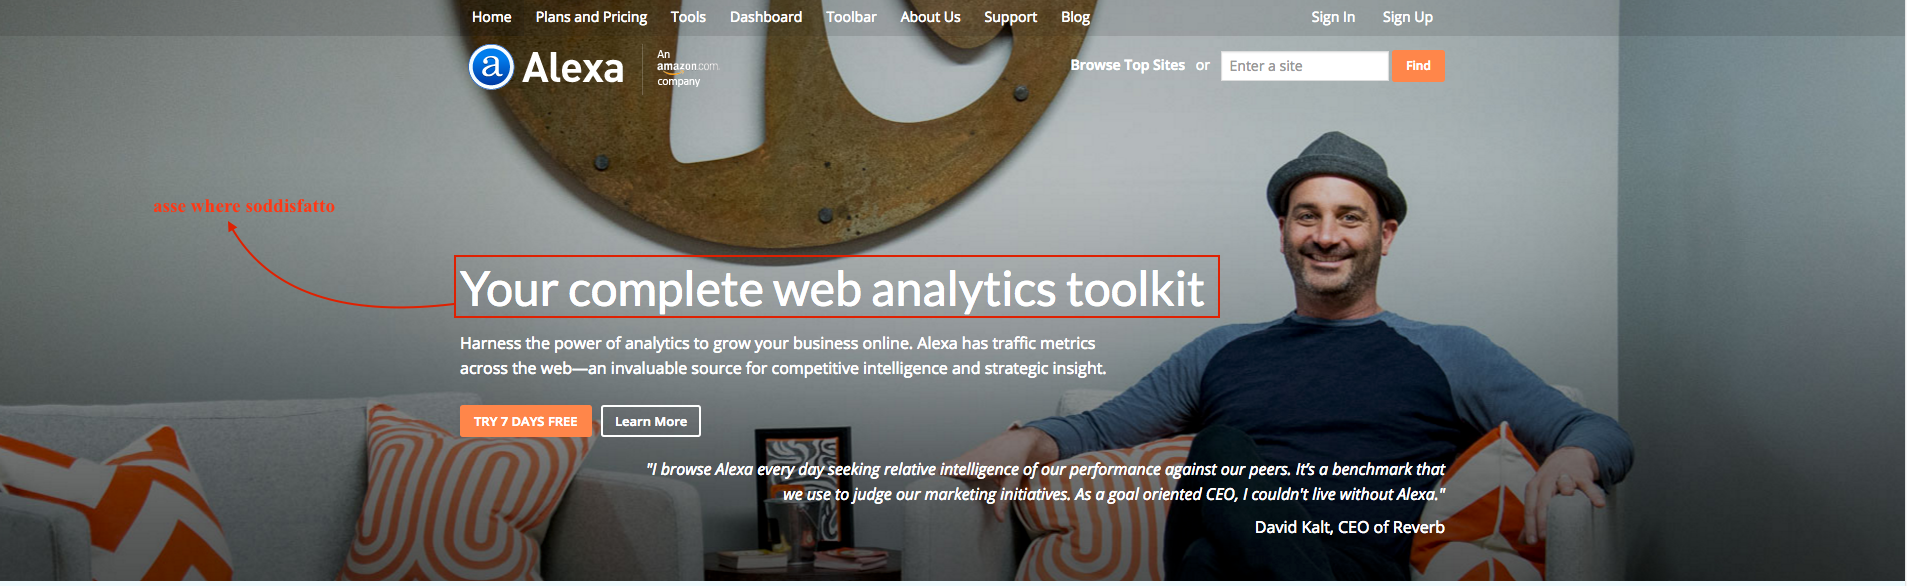 Home Plans and Pricing Tools Dashboard Toolbar About Us Support Blog Sign In Sign Up
a Alexa An amazon.com. company
Browse Top Sites or Enter a site Find
asse where soddisfatto
Your complete web analytics toolkit
Harness the power of analytics to grow your business online. Alexa has traffic metrics
across the web—an invaluable source for competitive intelligence and strategic insight.
TRY 7 DAYS FREE Learn More
"I browse Alexa every day seeking relative intelligence of our performance against our peers. It's a benchmark that
we use to judge our marketing initiatives. As a goal oriented CEO, I couldn't live without Alexa."
David Kalt, CEO of Reverb